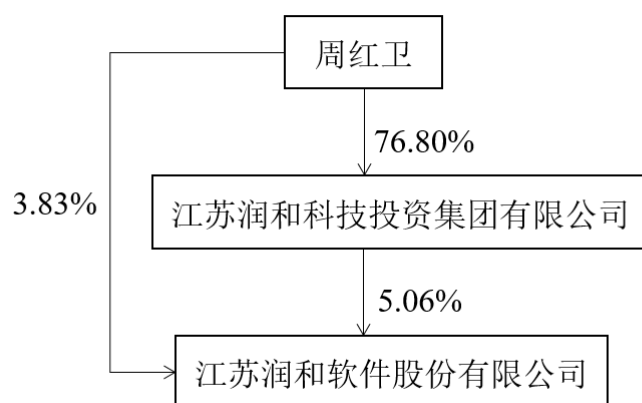 周红卫
76.80%
3.83%
江苏润和科技投资集团有限公司
5.06%
江苏润和软件股份有限公司